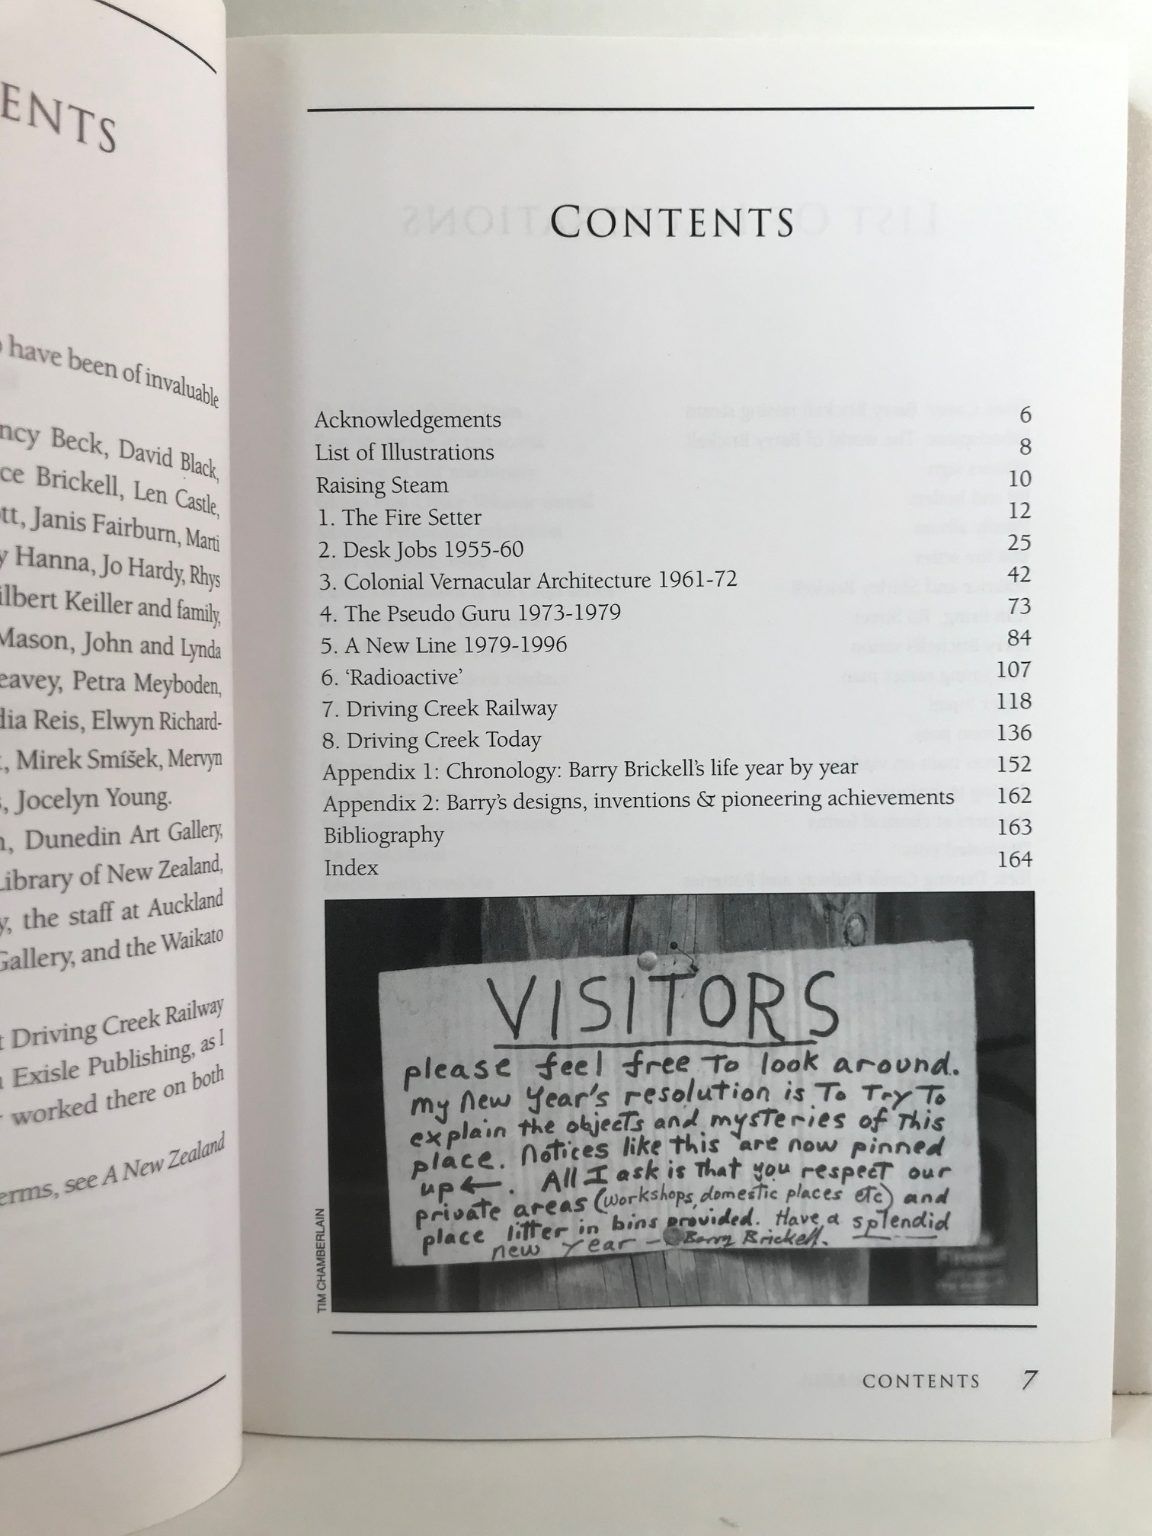 ENTS
have been of invaluable
ncy Beck, David Black,
ce Brickell, Len Castle,
tt, Janis Fairburn, Marti
y Hanna, Jo Hardy, Rhys
ilbert Keiller and family,
Mason, John and Lynda
eavey, Petra Meyboden,
dia Reis, Elwyn Richard-
, Mirek Smíšek, Mervyn
, Jocelyn Young.
, Dunedin Art Gallery,
Library of New Zealand,
y, the staff at Auckland
Gallery, and the Waikato
t Driving Creek Railway
Exisle Publishing, as I
worked there on both
erms, see A New Zealand
CONTENTS
Acknowledgements 6
List of Illustrations 8
Raising Steam 10
1. The Fire Setter 12
2. Desk Jobs 1955-60 25
3. Colonial Vernacular Architecture 1961-72 42
4. The Pseudo Guru 1973-1979 73
5. A New Line 1979-1996 84
6. ‘Radioactive’ 107
7. Driving Creek Railway 118
8. Driving Creek Today 136
Appendix 1: Chronology: Barry Brickell’s life year by year 152
Appendix 2: Barry’s designs, inventions & pioneering achievements 162
Bibliography 163
Index 164
VISITORS
please feel free To look around.
my New Year's resolution is To Try To
explain the objects and mysteries of This
place. Notices like this are now pinned
up ←. All I ask is That you respect our
private areas (workshops, domestic places etc) and
place litter in bins provided. Have a splendid
new year – Barry Brickell.
TIM CHAMBERLAIN
CONTENTS 7